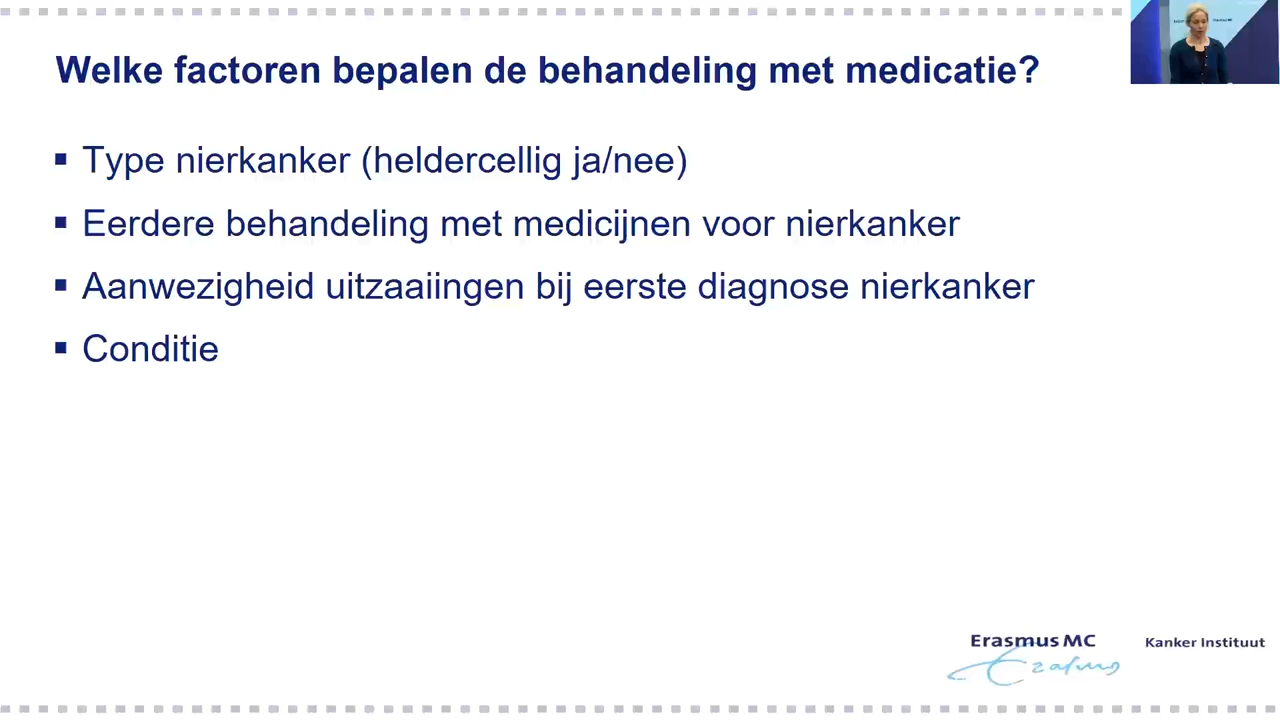 Welke factoren bepalen de behandeling met medicatie?
Type nierkanker (heldercellig ja/nee)
Eerdere behandeling met medicijnen voor nierkanker
Aanwezigheid uitzaaiingen bij eerste diagnose nierkanker
Conditie
Erasmus MC
Kanker Instituut
Erasmus